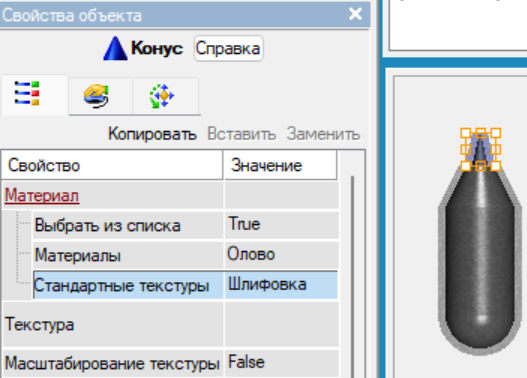 Свойства объекта
Конус Справка
Копировать Вставить Заменить
Свойство Значение
Материал
Выбрать из списка True
Материалы Олово
Стандартные текстуры Шлифовка
Текстура
Масштабирование текстуры False